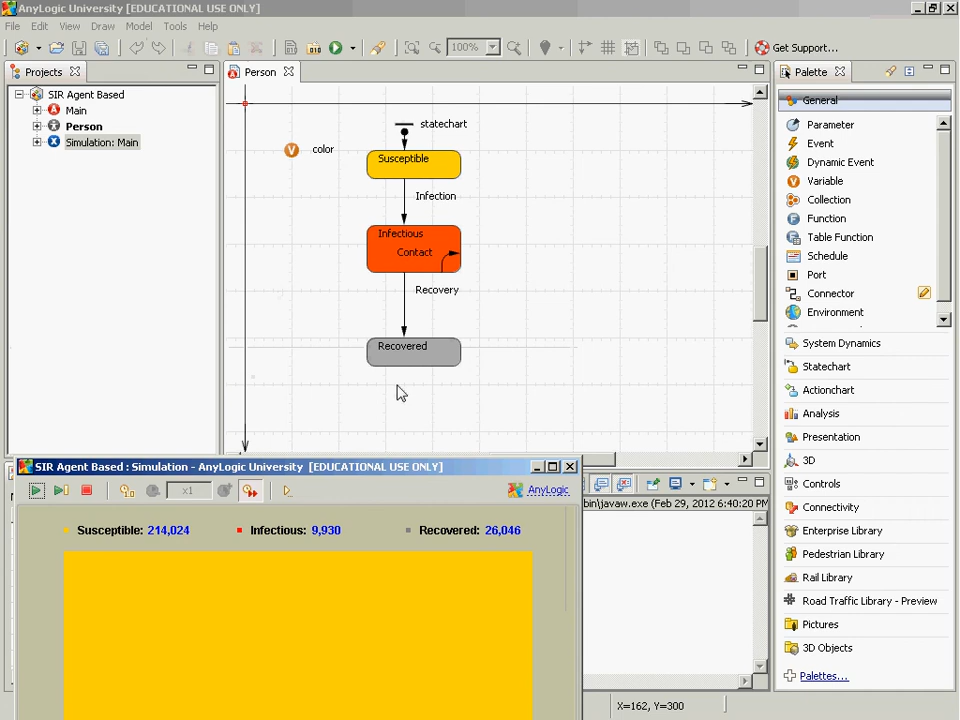 AnyLogic University [EDUCATIONAL USE ONLY]
File Edit View Draw Model Tools Help
100%
Get Support...
Projects
Person
Palette
SIR Agent Based
Main
Person
Simulation: Main
statechart
color
Susceptible
Infection
Infectious
Contact
Recovery
Recovered
General
Parameter
Event
Dynamic Event
Variable
Collection
Function
Table Function
Schedule
Port
Connector
Environment
System Dynamics
Statechart
Actionchart
Analysis
Presentation
3D
Controls
Connectivity
Enterprise Library
Pedestrian Library
Rail Library
Road Traffic Library - Preview
Pictures
3D Objects
Palettes...
SIR Agent Based : Simulation - AnyLogic University [EDUCATIONAL USE ONLY]
x1
AnyLogic
bin\javaw.exe (Feb 29, 2012 6:40:20 PM)
Susceptible: 214,024 Infectious: 9,930 Recovered: 26,046
X=162, Y=300